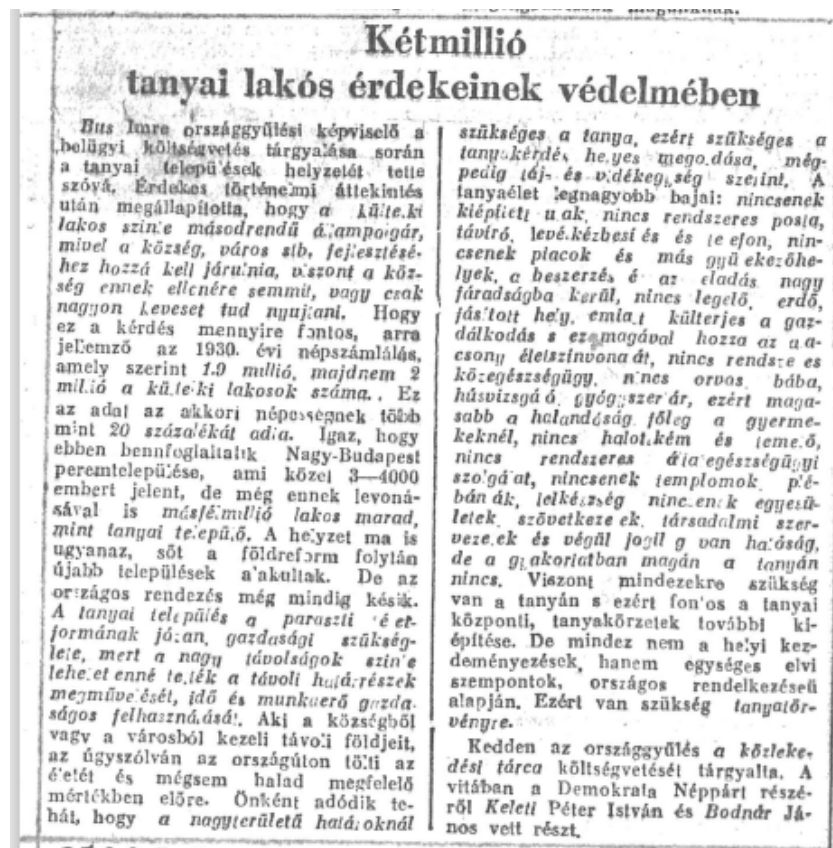 Kétmillió
tanyai lakós érdekeinek védelmében
Bus Imre országgyűlési képviselő a
belügyi költségvetés tárgyalása során
a tanyai települések helyzetét tette
szóvá. Érdekes történelmi áttekintés
után megállapította, hogy a külteleki
lakos szinte másodrendű állampolgár,
mivel a község, város stb. fejlesztésé-
hez hozzá kell járulnia, viszont a köz-
ség ennek ellenére semmit, vagy csak
nagyon keveset tud nyujtani. Hogy
ez a kérdés mennyire fontos, arra
jellemző az 1930. évi népszámlálás,
amely szerint 1.9 millió, majdnem 2
millió a külteleki lakosok száma. Ez
az adat az akkori népességnek több
mint 20 százalékát adja. Igaz, hogy
ebben bennfoglaltatik Nagy-Budapest
peremtelepülése, ami közel 3—4000
embert jelent, de még ennek levoná-
sával is másfélmillió lakos marad,
mint tanyai települő. A helyzet ma is
ugyanaz, sőt a földreform folytán
újabb települések alakultak. De az
országos rendezés még mindig késik.
A tanyai település a paraszti élet-
formának józan, gazdasági szükség-
lete, mert a nagy távolságok szinte
lehetetlenné teszik a távoli határrészek
megművelését, idő és munkaerő gazda-
ságos felhasználását. Aki a községből
vagy a városból kezeli távoli földjeit,
az úgyszólván az országúton tölti az
életét és mégsem halad megfelelő
mértékben előre. Önként adódik te-
hát, hogy a nagyterületű határoknál
szükséges a tanya, ezért szükséges a
tanyakérdés helyes megoldása, még-
pedig táj- és vidékegység szerint. A
tanyaélet legnagyobb bajai: nincsenek
kiépített utak, nincs rendszeres posta,
távíró, levélkézbesítés és telefon, nin-
csenek piacok és más gyülekezőhe-
lyek, a beszerzés és az eladás nagy
fáradságba kerül, nincs legelő, erdő,
fásított hely, emiatt külterjes a gaz-
dálkodás s ez magával hozza az ala-
csony életszínvonalát, nincs rendszeres
közegészségügy, nincs orvos, bába,
húsvizsgáló, gyógyszertár, ezért maga-
sabb a halandóság főleg a gyerme-
keknél, nincs halottkém és temető,
nincs rendszeres állategészségügyi
szolgálat, nincsenek templomok, plé-
bániák, lelkészség nincsenek egyesü-
letek, szövetkezetek, társadalmi szer-
vezetek és végül jogilag van hatóság,
de a gyakorlatban magán a tanyán
nincs. Viszont mindezekre szükség
van a tanyán s ezért fontos a tanyai
központi, tanyakörzetek további ki-
építése. De mindez nem a helyi kez-
deményezések, hanem egységes elvi
szempontok, országos rendelkezések
alapján. Ezért van szükség tanyatör-
vényre.
Kedden az országgyűlés a közleke-
dési tárca költségvetését tárgyalta. A
vitában a Demokrata Néppárt részé-
ről Keleti Péter István és Bodnár Já-
nos vett részt.